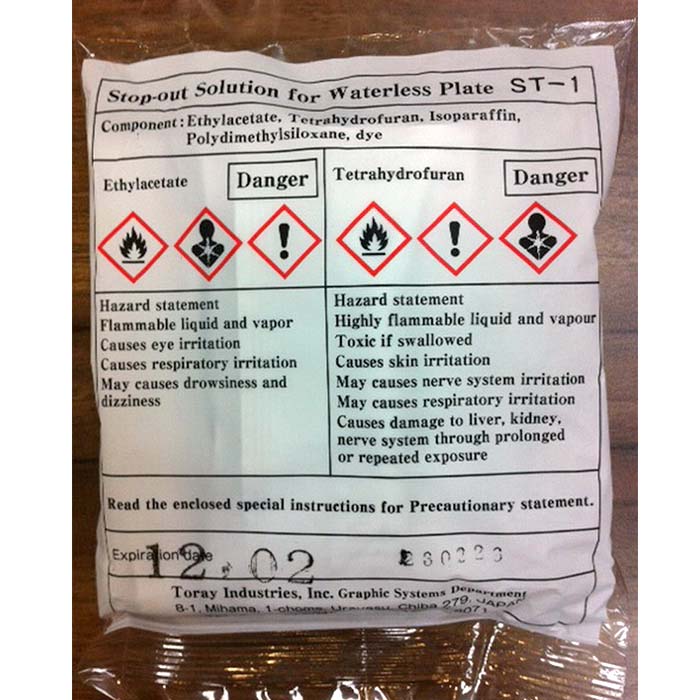 Stop-out Solution for Waterless Plate ST-1
Component: Ethylacetate, Tetrahydrofuran, Isoparaffin,
Polydimethylsiloxane, dye
Ethylacetate Danger
Tetrahydrofuran Danger
Hazard statement
Flammable liquid and vapor
Causes eye irritation
Causes respiratory irritation
May causes drowsiness and
dizziness
Hazard statement
Highly flammable liquid and vapour
Toxic if swallowed
Causes skin irritation
May causes nerve system irritation
May causes respiratory irritation
Causes damage to liver, kidney,
nerve system through prolonged
or repeated exposure
Read the enclosed special instructions for Precautionary statement.
Expiration date 12.02
Toray Industries, Inc. Graphic Systems Department
8-1, Mihama, 1-chome, Urayasu, Chiba 279, JAPAN